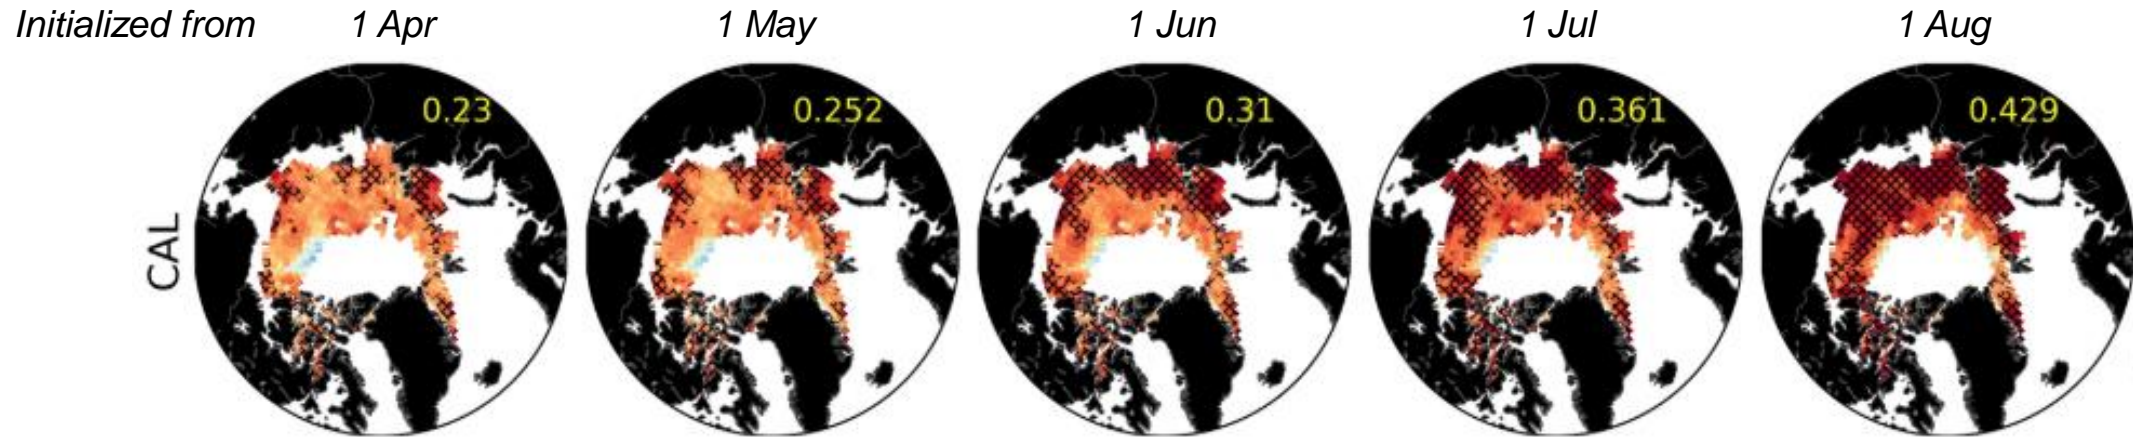 Initialized from 1 Apr 1 May 1 Jun 1 Jul 1 Aug
0.23 0.252 0.31 0.361 0.429
CAL